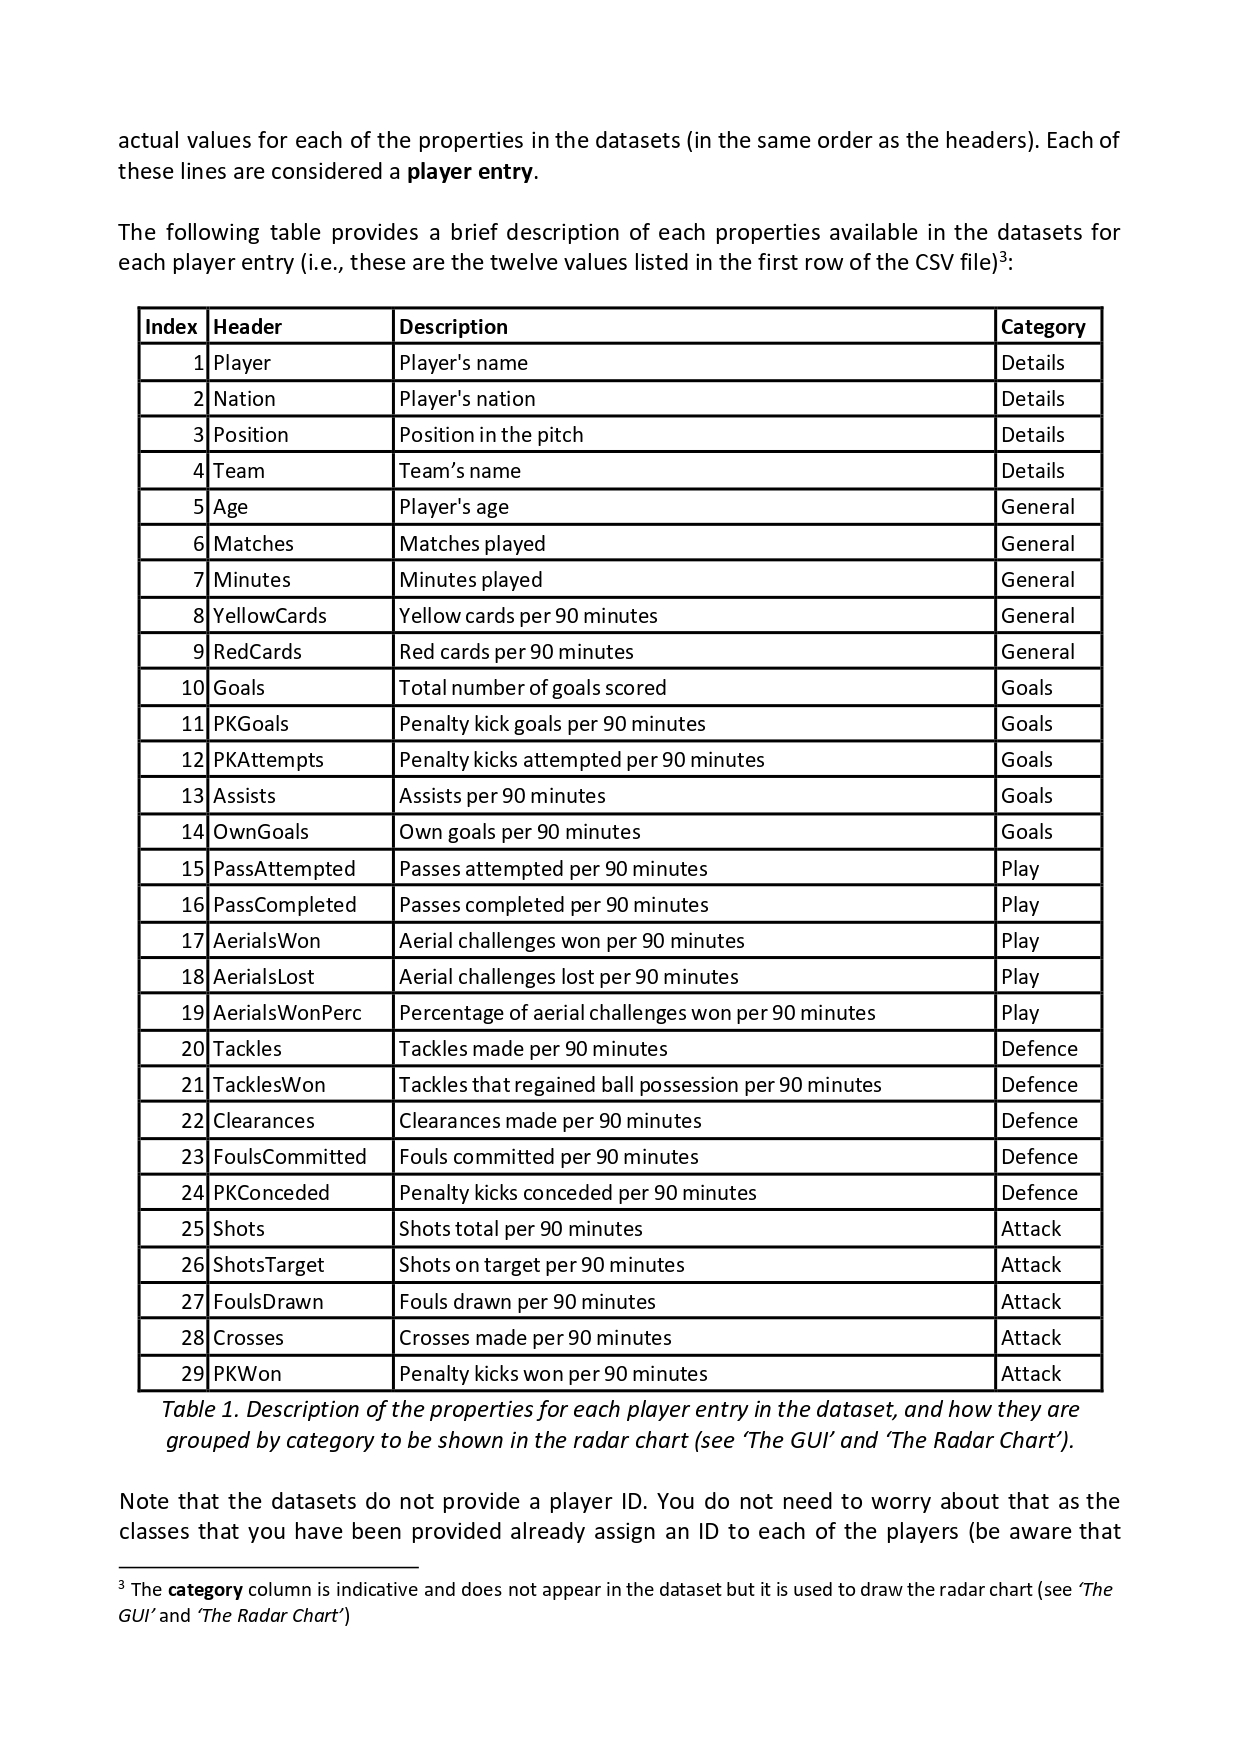 actual values for each of the properties in the datasets (in the same order as the headers). Each of
these lines are considered a player entry.
The following table provides a brief description of each properties available in the datasets for
each player entry (i.e., these are the twelve values listed in the first row of the CSV file)3:
Index Header Description Category
1 Player Player's name Details
2 Nation Player's nation Details
3 Position Position in the pitch Details
4 Team Team’s name Details
5 Age Player's age General
6 Matches Matches played General
7 Minutes Minutes played General
8 YellowCards Yellow cards per 90 minutes General
9 RedCards Red cards per 90 minutes General
10 Goals Total number of goals scored Goals
11 PKGoals Penalty kick goals per 90 minutes Goals
12 PKAttempts Penalty kicks attempted per 90 minutes Goals
13 Assists Assists per 90 minutes Goals
14 OwnGoals Own goals per 90 minutes Goals
15 PassAttempted Passes attempted per 90 minutes Play
16 PassCompleted Passes completed per 90 minutes Play
17 AerialsWon Aerial challenges won per 90 minutes Play
18 AerialsLost Aerial challenges lost per 90 minutes Play
19 AerialsWonPerc Percentage of aerial challenges won per 90 minutes Play
20 Tackles Tackles made per 90 minutes Defence
21 TacklesWon Tackles that regained ball possession per 90 minutes Defence
22 Clearances Clearances made per 90 minutes Defence
23 FoulsCommitted Fouls committed per 90 minutes Defence
24 PKConceded Penalty kicks conceded per 90 minutes Defence
25 Shots Shots total per 90 minutes Attack
26 ShotsTarget Shots on target per 90 minutes Attack
27 FoulsDrawn Fouls drawn per 90 minutes Attack
28 Crosses Crosses made per 90 minutes Attack
29 PKWon Penalty kicks won per 90 minutes Attack
Table 1. Description of the properties for each player entry in the dataset, and how they are
grouped by category to be shown in the radar chart (see ‘The GUI’ and ‘The Radar Chart’).
Note that the datasets do not provide a player ID. You do not need to worry about that as the
classes that you have been provided already assign an ID to each of the players (be aware that
3 The category column is indicative and does not appear in the dataset but it is used to draw the radar chart (see ‘The
GUI’ and ‘The Radar Chart’)